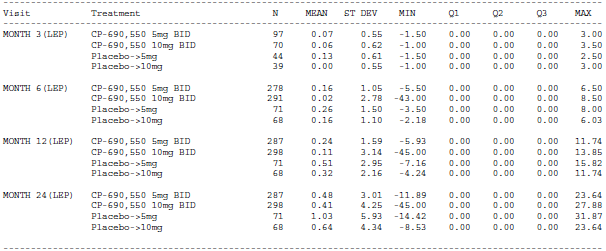 Visit Treatment N MEAN ST DEV MIN Q1 Q2 Q3 MAX
MONTH 3(LEP) CP-690,550 5mg BID 97 0.07 0.55 -1.50 0.00 0.00 0.00 3.00
CP-690,550 10mg BID 70 0.06 0.62 -1.00 0.00 0.00 0.00 3.50
Placebo->5mg 44 0.13 0.61 -1.50 0.00 0.00 0.00 2.50
Placebo->10mg 39 0.00 0.55 -1.00 0.00 0.00 0.00 3.00
MONTH 6(LEP) CP-690,550 5mg BID 278 0.16 1.05 -5.50 0.00 0.00 0.00 6.50
CP-690,550 10mg BID 291 0.02 2.78 -43.00 0.00 0.00 0.00 8.50
Placebo->5mg 71 0.26 1.50 -3.50 0.00 0.00 0.00 8.00
Placebo->10mg 68 0.16 1.10 -2.18 0.00 0.00 0.00 6.03
MONTH 12(LEP) CP-690,550 5mg BID 287 0.24 1.59 -5.93 0.00 0.00 0.00 11.74
CP-690,550 10mg BID 298 0.11 3.14 -45.00 0.00 0.00 0.00 13.85
Placebo->5mg 71 0.51 2.95 -7.16 0.00 0.00 0.00 15.82
Placebo->10mg 68 0.32 2.16 -4.24 0.00 0.00 0.00 11.74
MONTH 24(LEP) CP-690,550 5mg BID 287 0.48 3.01 -11.89 0.00 0.00 0.00 23.64
CP-690,550 10mg BID 298 0.41 4.25 -45.00 0.00 0.00 0.00 27.88
Placebo->5mg 71 1.03 5.93 -14.42 0.00 0.00 0.00 31.87
Placebo->10mg 68 0.64 4.34 -8.53 0.00 0.00 0.00 23.64